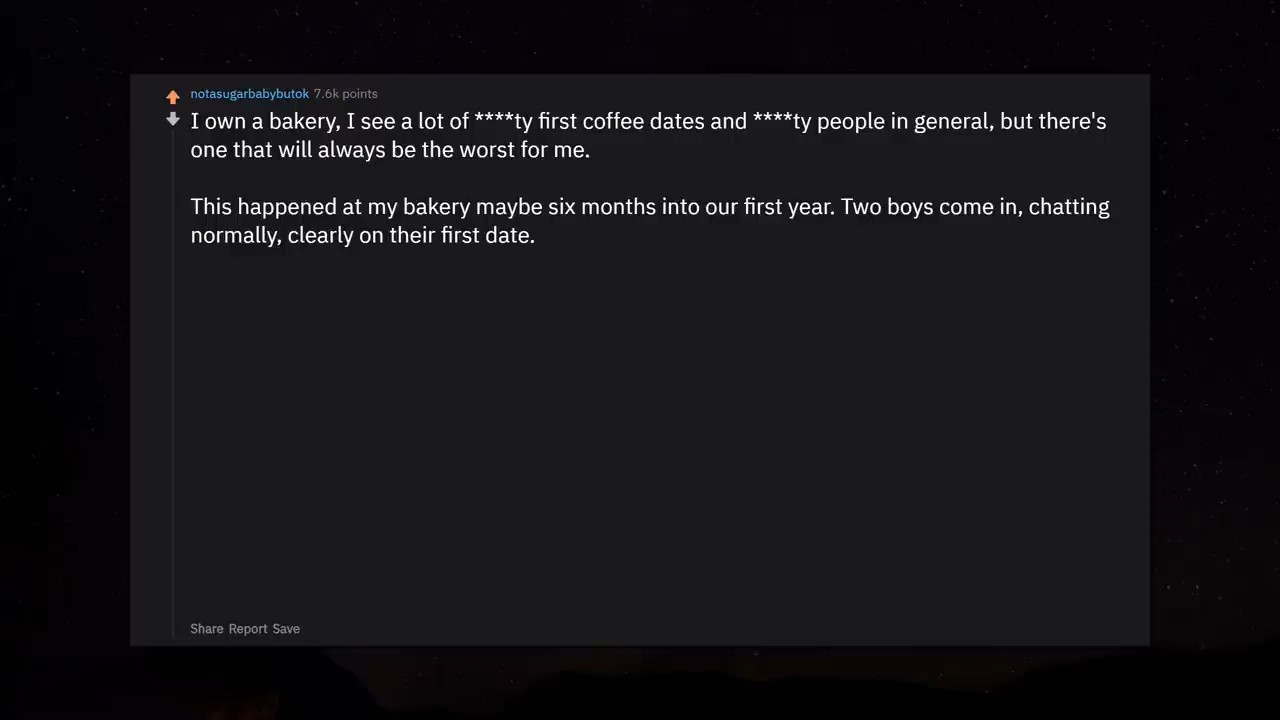 notasugarbabybutok 7.6k points
I own a bakery, I see a lot of ****ty first coffee dates and ****ty people in general, but there's
one that will always be the worst for me.
This happened at my bakery maybe six months into our first year. Two boys come in, chatting
normally, clearly on their first date.
Share Report Save